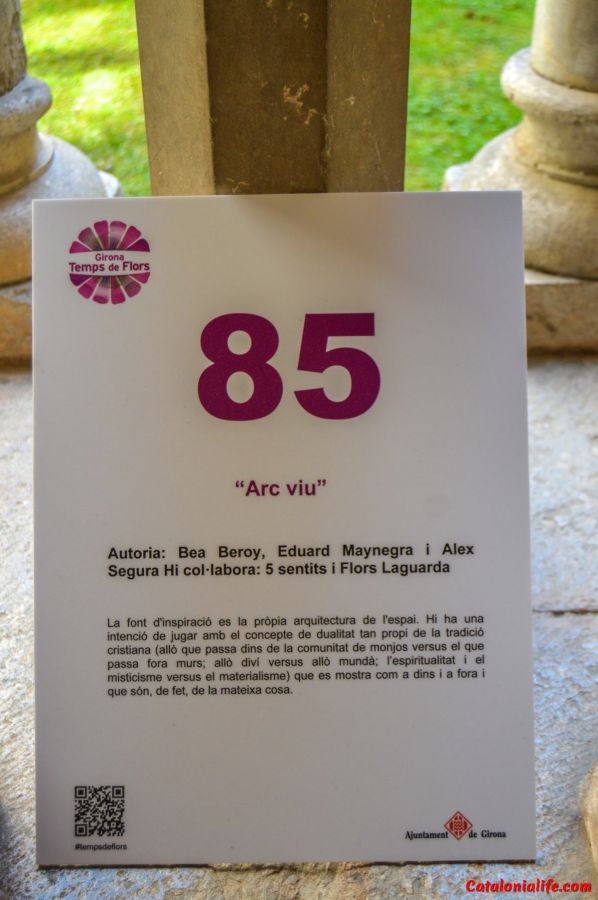 Girona
Temps de Flors
85
“Arc viu”
Autoria: Bea Beroy, Eduard Maynegra i Alex
Segura Hi col·labora: 5 sentits i Flors Laguarda
La font d'inspiració es la pròpia arquitectura de l'espai. Hi ha una
intenció de jugar amb el concepte de dualitat tan propi de la tradició
cristiana (allò que passa dins de la comunitat de monjos versus el que
passa fora murs; allò diví versus allò mundà; l’espiritualitat i el
misticisme versus el materialisme) que es mostra com a dins i a fora i
que són, de fet, de la mateixa cosa.
#tempsdeflors
Ajuntament de Girona
Catalonialife.com